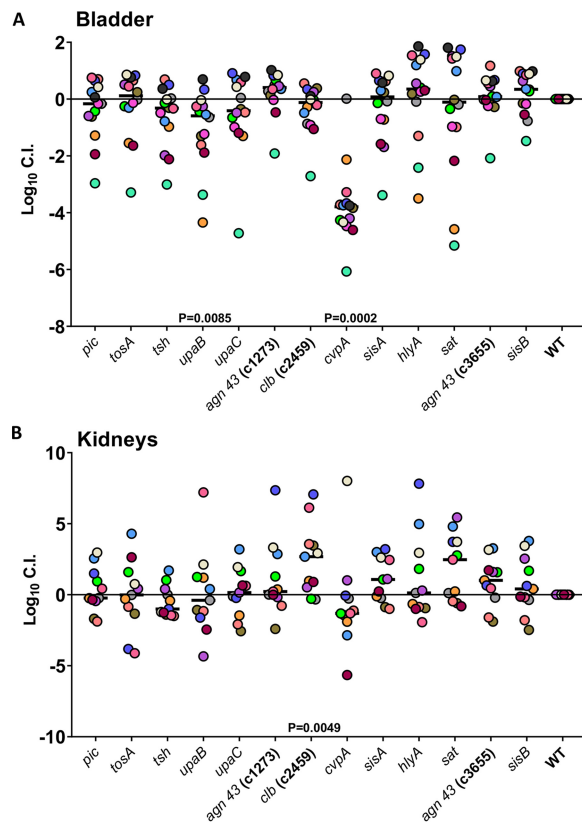 A
Bladder
2
0
-2
-4
-6
-8
Log10 C.I.
P=0.0085
P=0.0002
pic
tosA
tsh
upaB
upaC
agn 43 (c1273)
clb (c2459)
cvpA
sisA
hlyA
sat
agn 43 (c3655)
sisB
WT
B
Kidneys
10
5
0
-5
-10
Log10 C.I.
P=0.0049
pic
tosA
tsh
upaB
upaC
agn 43 (c1273)
clb (c2459)
cvpA
sisA
hlyA
sat
agn 43 (c3655)
sisB
WT